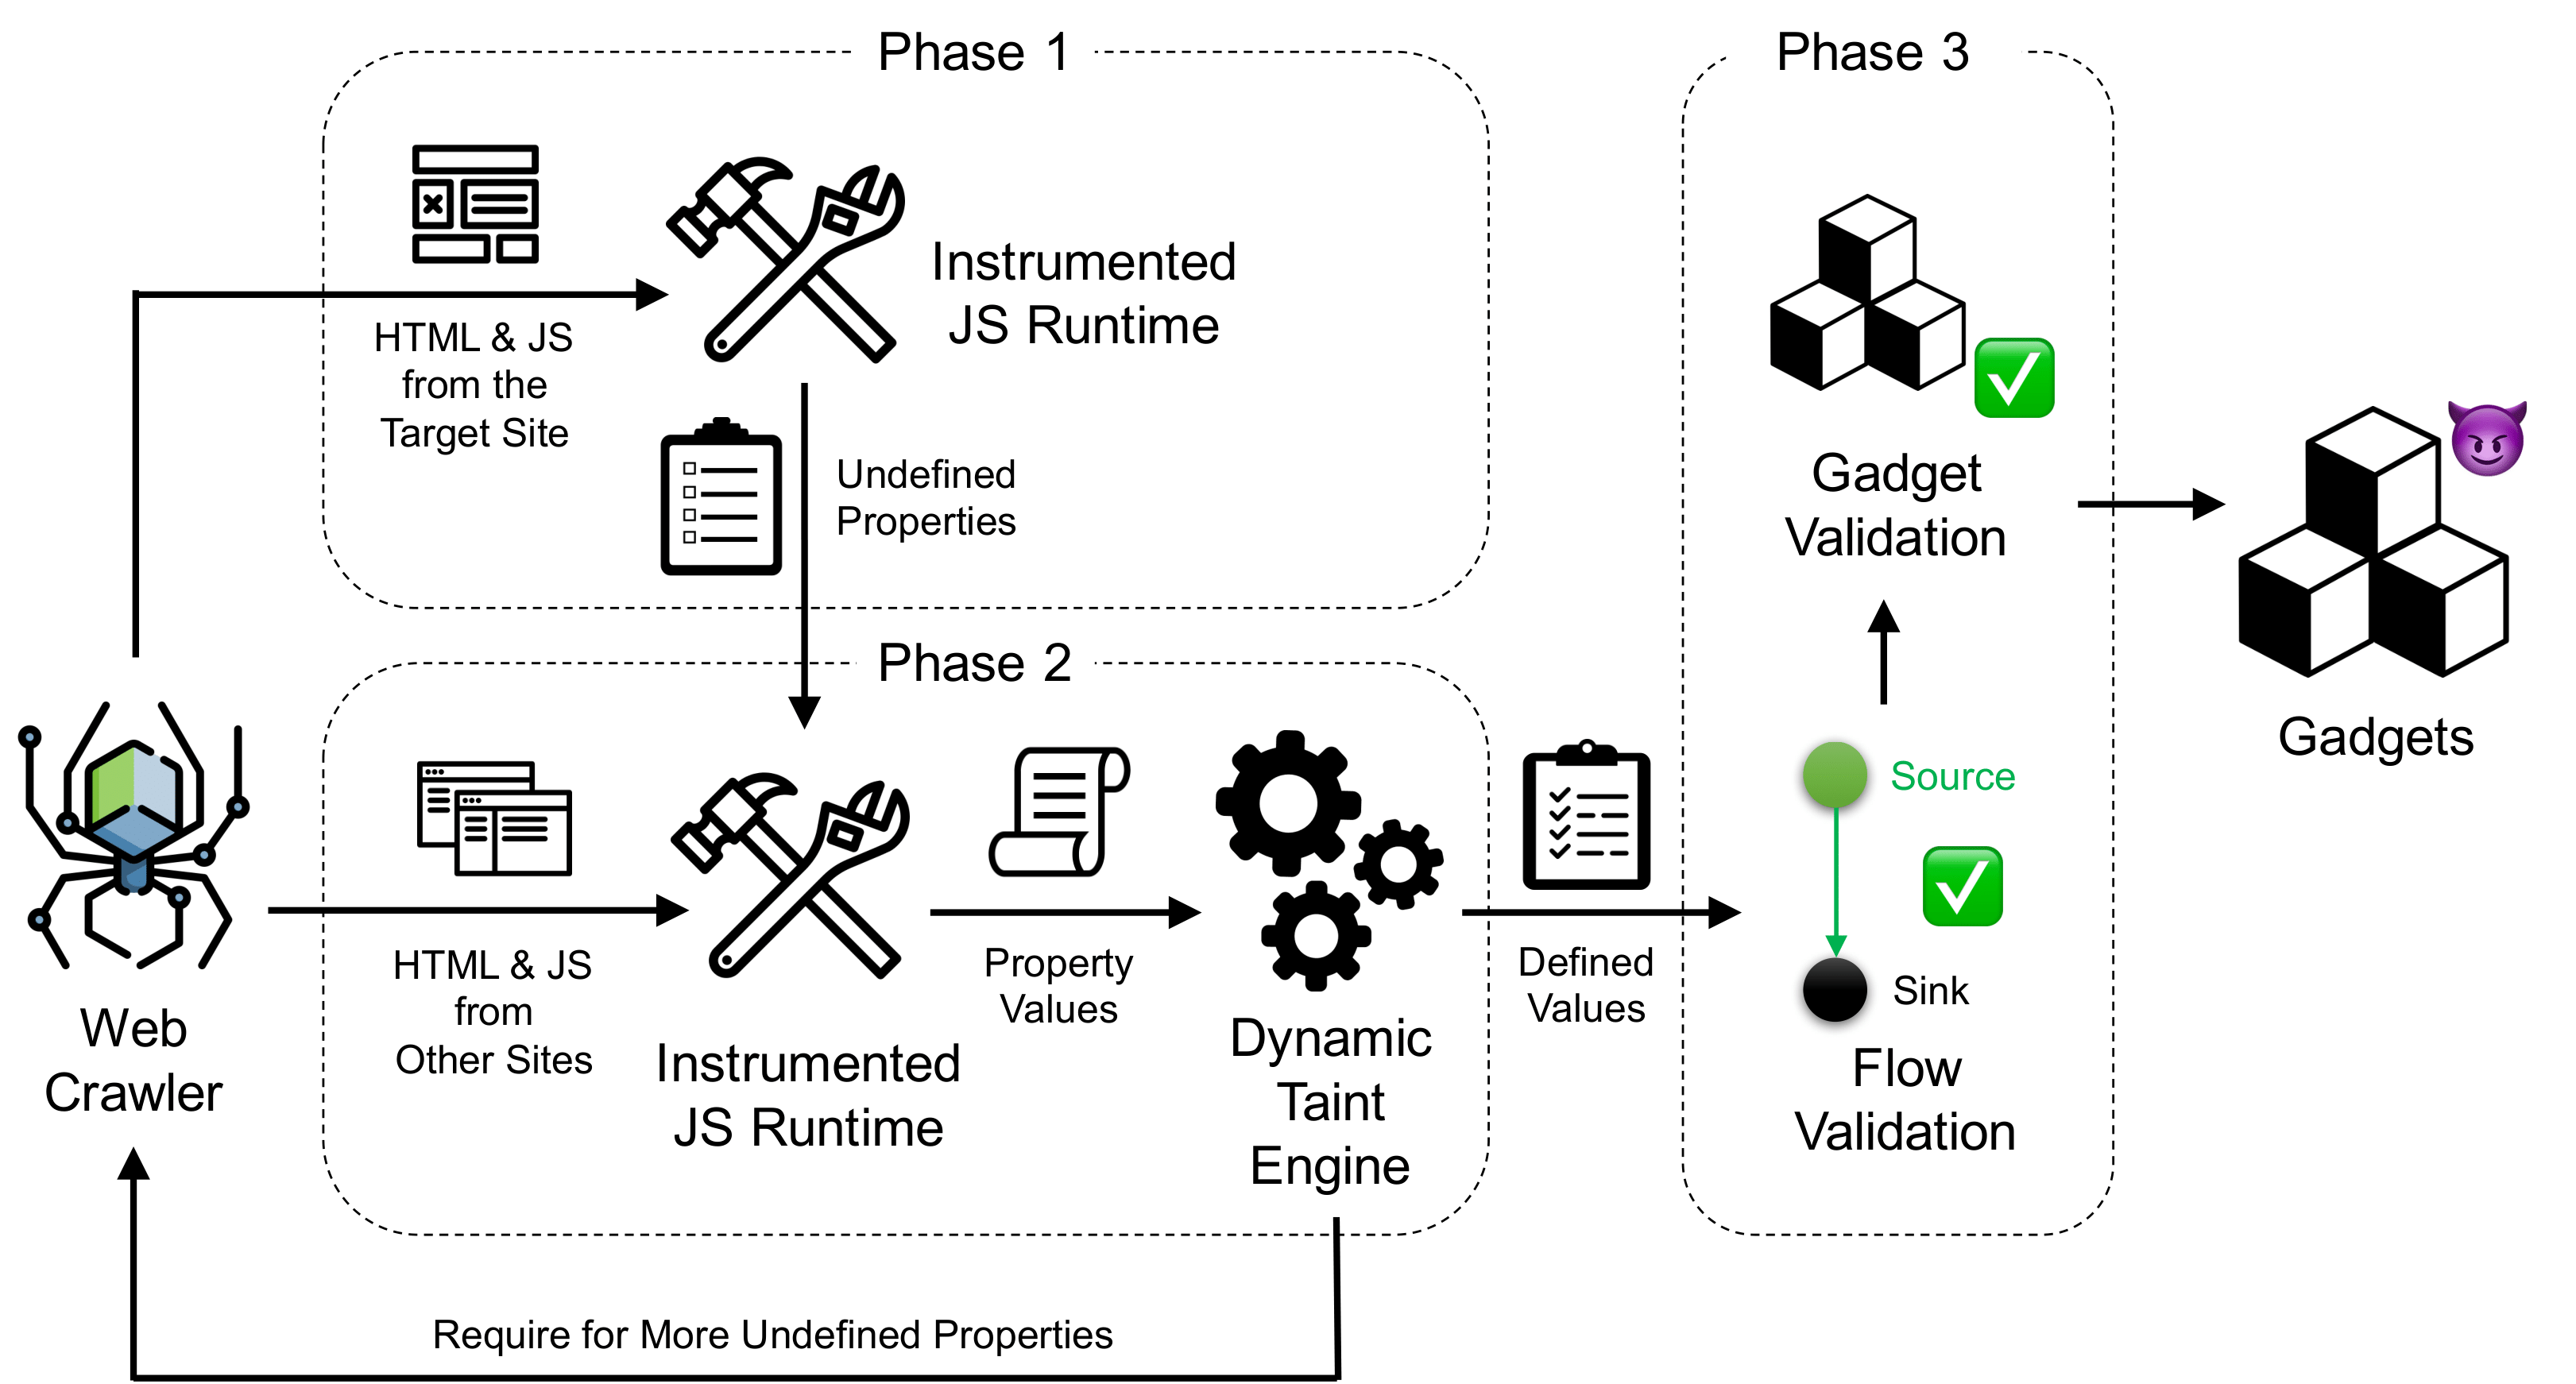 Phase 1
HTML & JS
from the
Target Site
Instrumented
JS Runtime
Undefined
Properties
Phase 2
Web
Crawler
HTML & JS
from
Other Sites
Instrumented
JS Runtime
Property
Values
Dynamic
Taint
Engine
Require for More Undefined Properties
Defined
Values
Phase 3
Gadget
Validation
Source
Sink
Flow
Validation
Gadgets